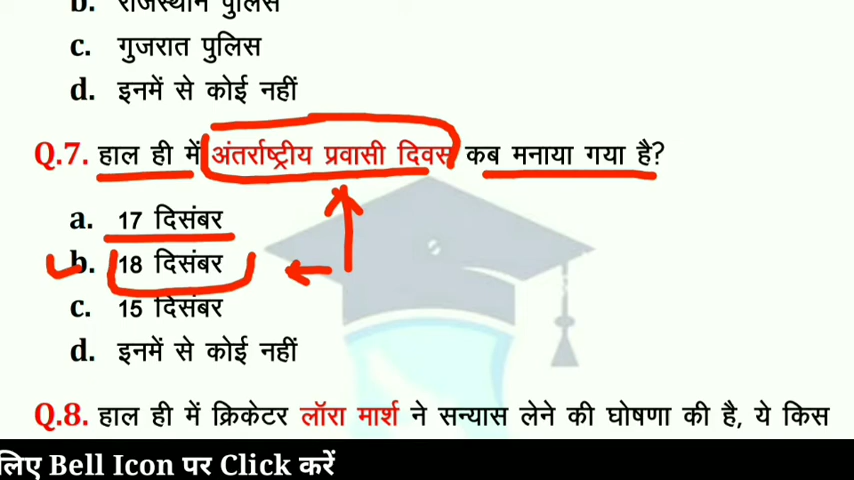 b. राजस्थान पुलिस
c. गुजरात पुलिस
d. इनमें से कोई नहीं
Q.7. हाल ही में अंतर्राष्ट्रीय प्रवासी दिवस कब मनाया गया है?
a. 17 दिसंबर
b. 18 दिसंबर
c. 15 दिसंबर
d. इनमें से कोई नहीं
Q.8. हाल ही में क्रिकेटर लॉरा मार्श ने सन्यास लेने की घोषणा की है, ये किस
लिए Bell Icon पर Click करें